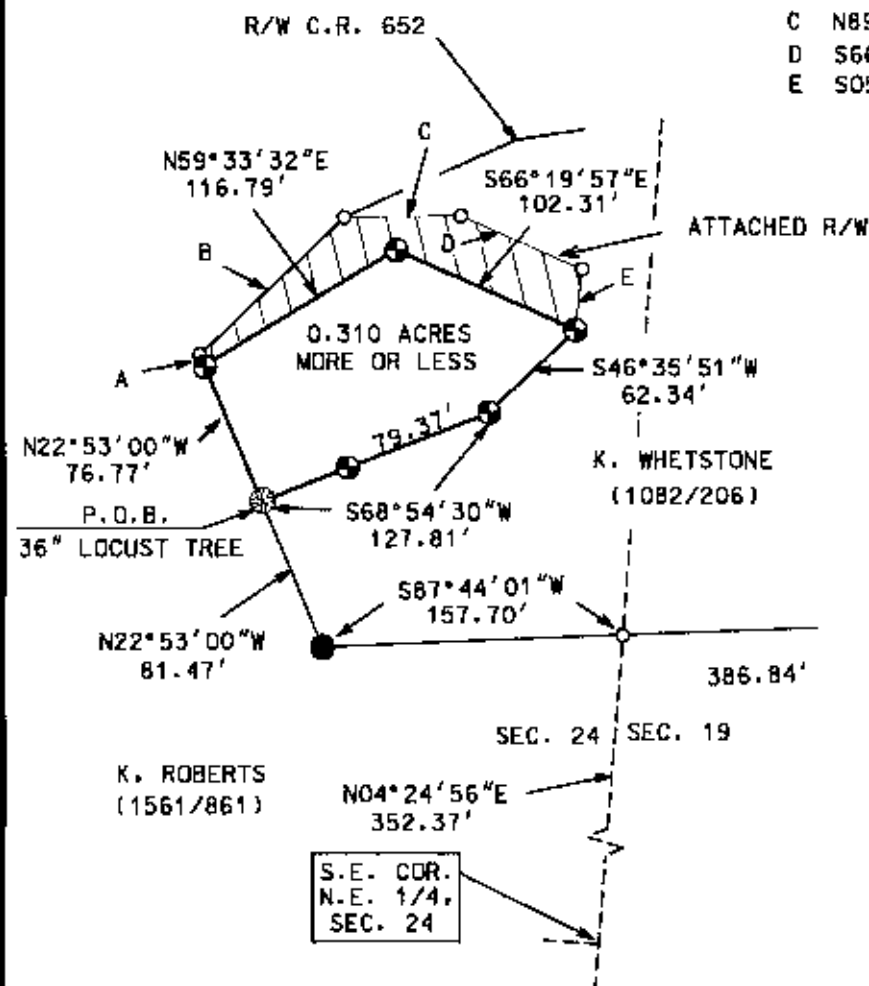 R/W C.R. 652
C N89
D S66
E S05
C
N59°33'32"E
116.79'
S66°19'57"E
102.31'
B
D
ATTACHED R/W
E
0.310 ACRES
MORE OR LESS
A
S46°35'51"W
62.34'
N22°53'00"W
76.77'
79.37'
K. WHETSTONE
(1082/206)
P.O.B.
36" LOCUST TREE
S68°54'30"W
127.81'
S87°44'01"W
157.70'
N22°53'00"W
81.47'
386.84'
SEC. 24
SEC. 19
K. ROBERTS
(1561/861)
N04°24'56"E
352.37'
S.E. COR.
N.E. 1/4,
SEC. 24